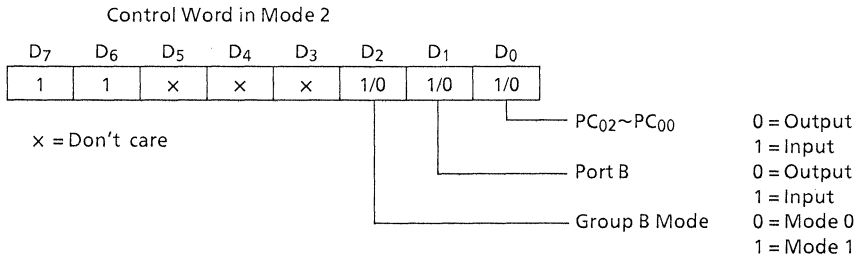 Control Word in Mode 2
D7 D6 D5 D4 D3 D2 D1 D0
1 1 × × × 1/0 1/0 1/0
× = Don't care
PC02~PC00 0 = Output
1 = Input
Port B 0 = Output
1 = Input
Group B Mode 0 = Mode 0
1 = Mode 1